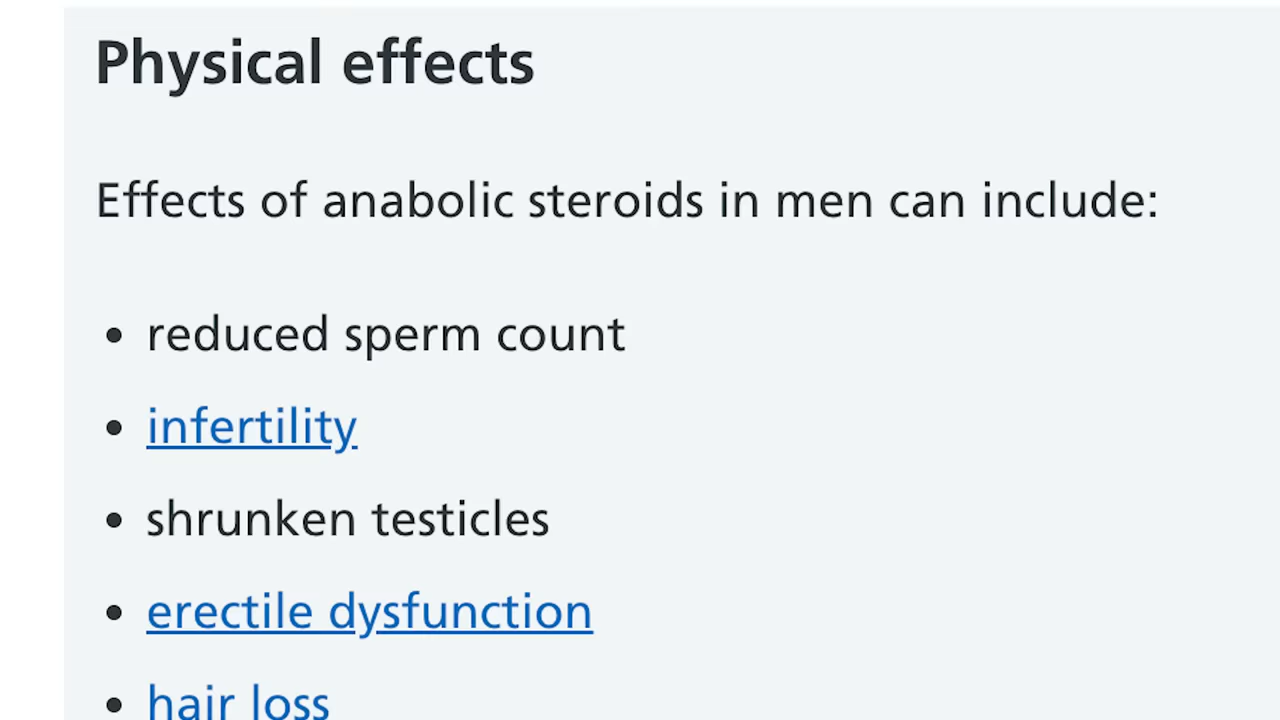 Physical effects
Effects of anabolic steroids in men can include:
• reduced sperm count
• infertility
• shrunken testicles
• erectile dysfunction
• hair loss